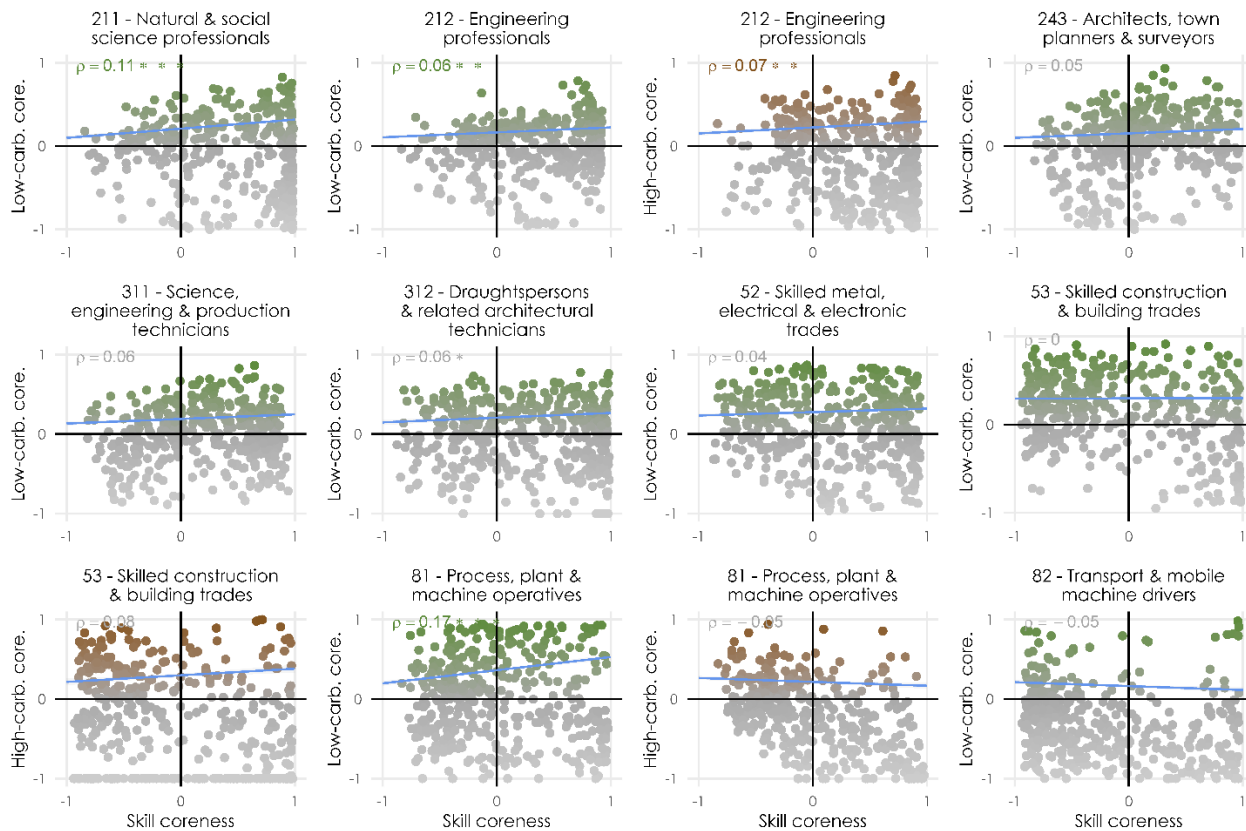 211 - Natural & social
science professionals
212 - Engineering
professionals
212 - Engineering
professionals
243 - Architects, town
planners & surveyors
ρ = 0.11 * * *
ρ = 0.06 * *
ρ = 0.07 * *
ρ = 0.05
Low-carb. core.
Low-carb. core.
High-carb. core.
Low-carb. core.
1
0
-1
1
0
-1
1
0
-1
1
0
-1
-1 0 1
-1 0 1
-1 0 1
-1 0 1
311 - Science,
engineering & production
technicians
312 - Draughtspersons
& related architectural
technicians
52 - Skilled metal,
electrical & electronic
trades
53 - Skilled construction
& building trades
ρ = 0.06
ρ = 0.06 *
ρ = 0.04
ρ = 0
Low-carb. core.
Low-carb. core.
Low-carb. core.
Low-carb. core.
1
0
-1
1
0
-1
1
0
-1
1
0
-1
-1 0 1
-1 0 1
-1 0 1
-1 0 1
53 - Skilled construction
& building trades
81 - Process, plant &
machine operatives
81 - Process, plant &
machine operatives
82 - Transport & mobile
machine drivers
ρ = 0.08
ρ = 0.17 * * *
ρ = −0.05
ρ = −0.05
High-carb. core.
Low-carb. core.
High-carb. core.
Low-carb. core.
1
0
-1
1
0
-1
1
0
-1
1
0
-1
-1 0 1
-1 0 1
-1 0 1
-1 0 1
Skill coreness
Skill coreness
Skill coreness
Skill coreness